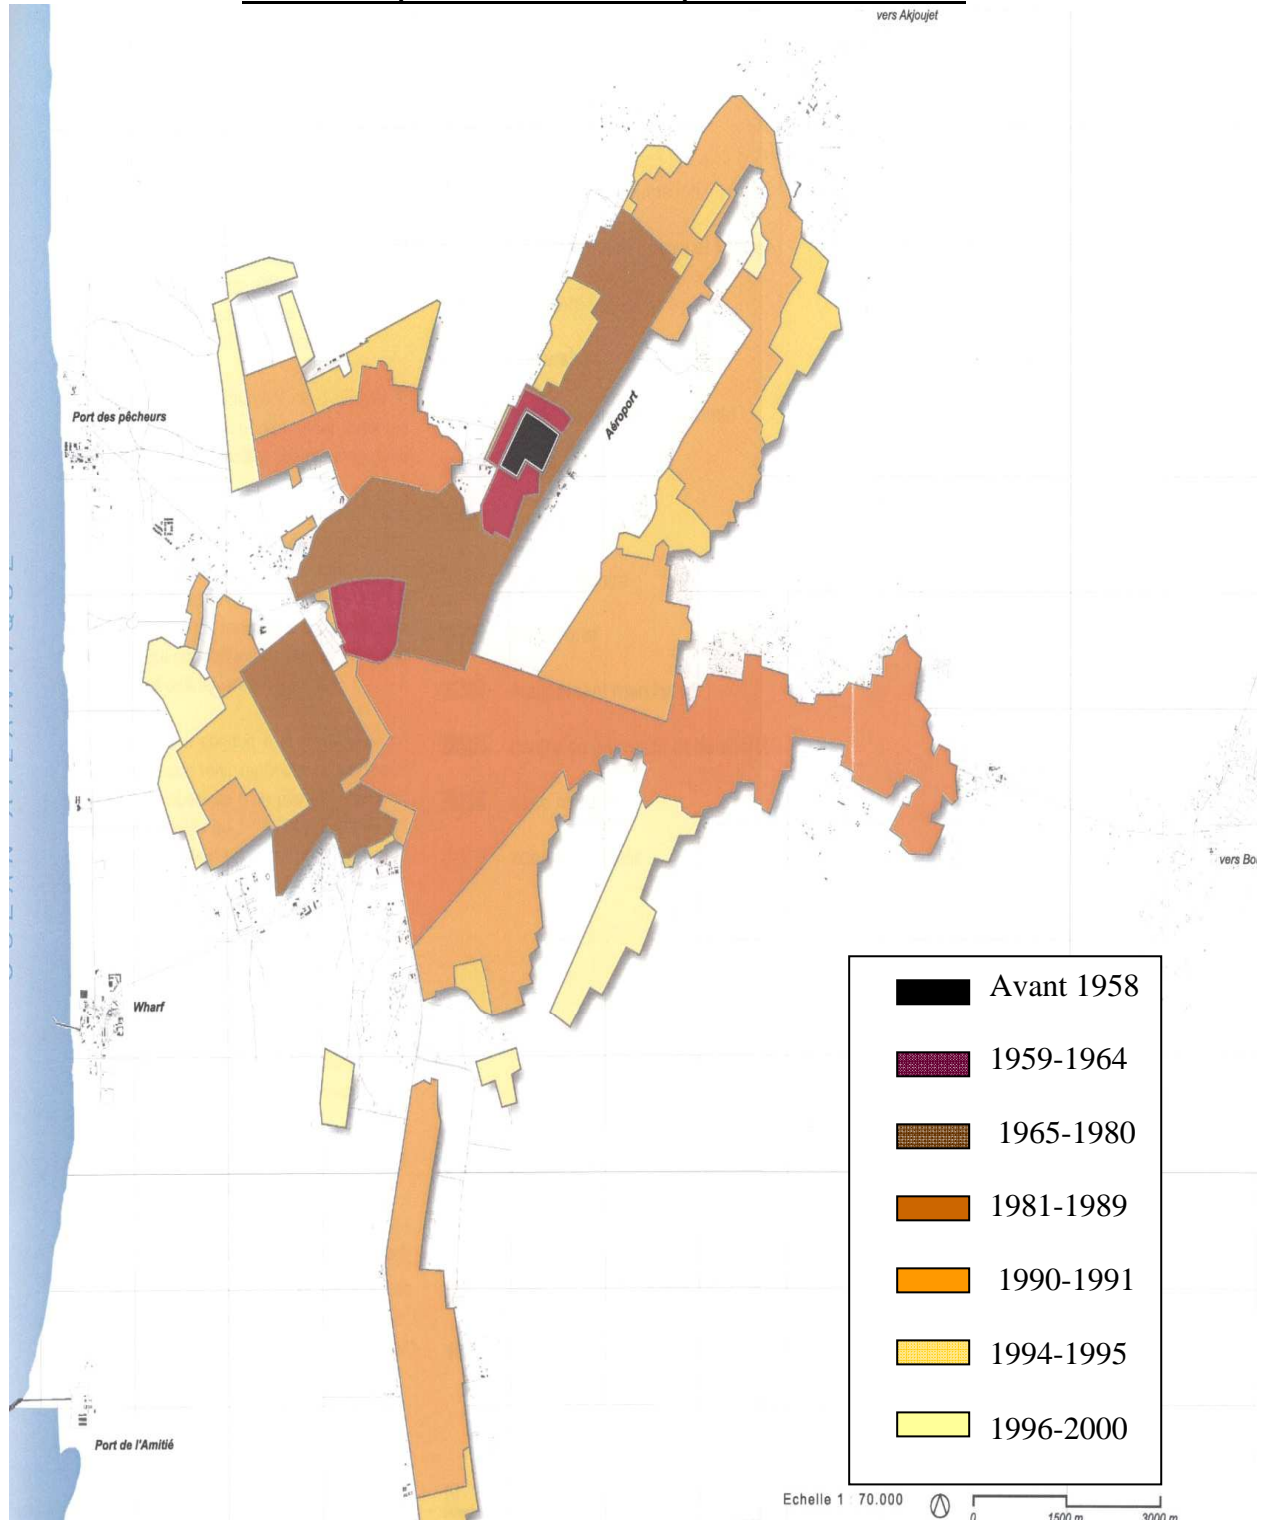 vers Akjoujet
Port des pêcheurs
Aéroport
vers Bo
Wharf
Avant 1958
1959-1964
1965-1980
1981-1989
1990-1991
1994-1995
1996-2000
Port de l'Amitié
Echelle 1 : 70.000
0 1500 m 3000 m